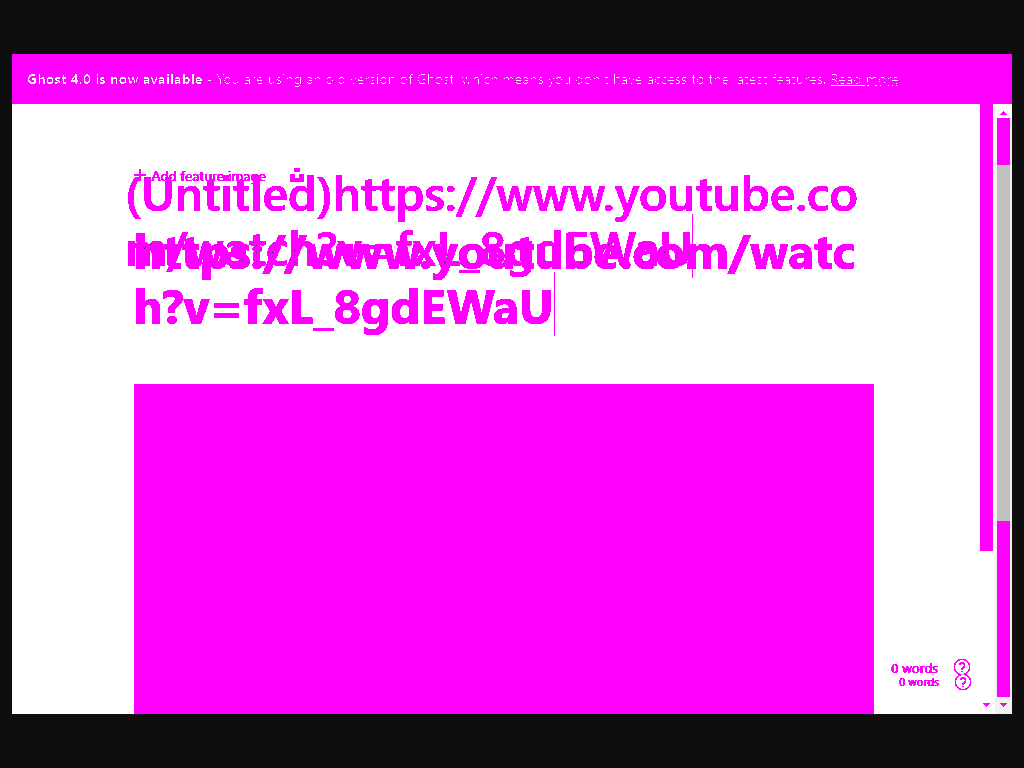 Ghost 4.0 is now available - You are using an old version of Ghost, which means you don't have access to the latest features. Read more
+ Add feature image
(Untitled)https://www.youtube.co
m/watch?v=fxL_8gdEWaU
https://www.youtube.com/watc
h?v=fxL_8gdEWaU
0 words ?
0 words ?